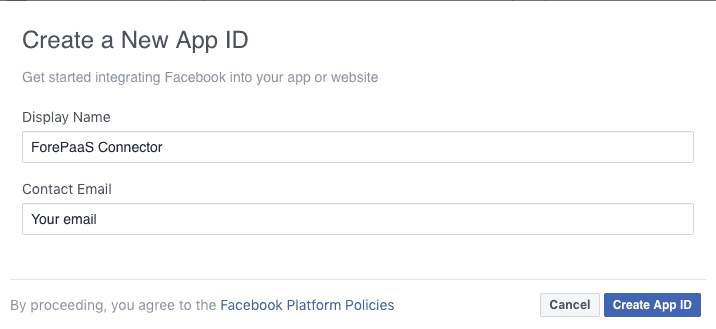 Create a New App ID
Get started integrating Facebook into your app or website
Display Name
ForePaaS Connector
Contact Email
Your email
By proceeding, you agree to the Facebook Platform Policies
Cancel
Create App ID